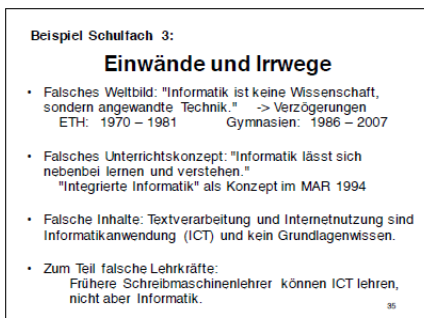 Beispiel Schulfach 3:
Einwände und Irrwege
• Falsches Weltbild: "Informatik ist keine Wissenschaft,
sondern angewandte Technik." -> Verzögerungen
ETH: 1970 – 1981 Gymnasien: 1986 – 2007
• Falsches Unterrichtskonzept: "Informatik lässt sich
nebenbei lernen und verstehen."
"Integrierte Informatik" als Konzept im MAR 1994
• Falsche Inhalte: Textverarbeitung und Internetnutzung sind
Informatikanwendung (ICT) und kein Grundlagenwissen.
• Zum Teil falsche Lehrkräfte:
Frühere Schreibmaschinenlehrer können ICT lehren,
nicht aber Informatik.
35